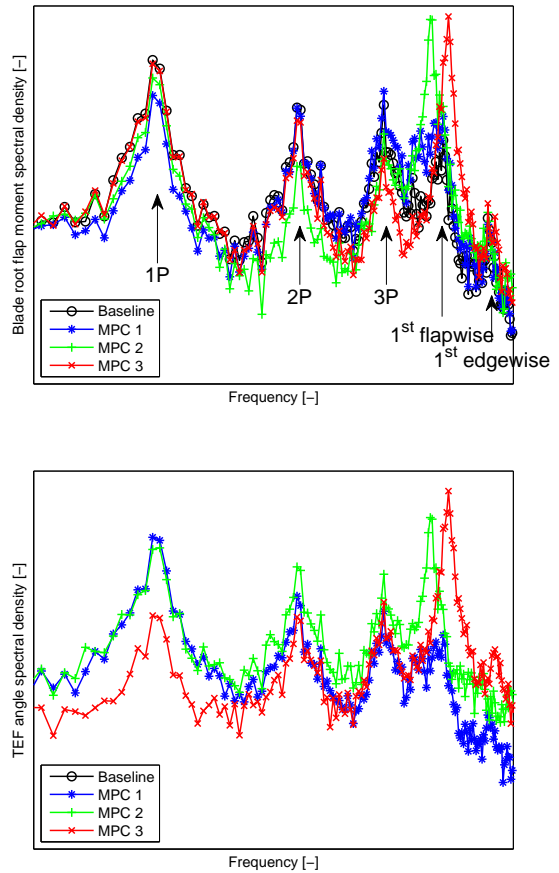 Blade root flap moment spectral density [–]
1P
2P
3P
1st flapwise
1st edgewise
Baseline
MPC 1
MPC 2
MPC 3
Frequency [–]
TEF angle spectral density [–]
Baseline
MPC 1
MPC 2
MPC 3
Frequency [–]